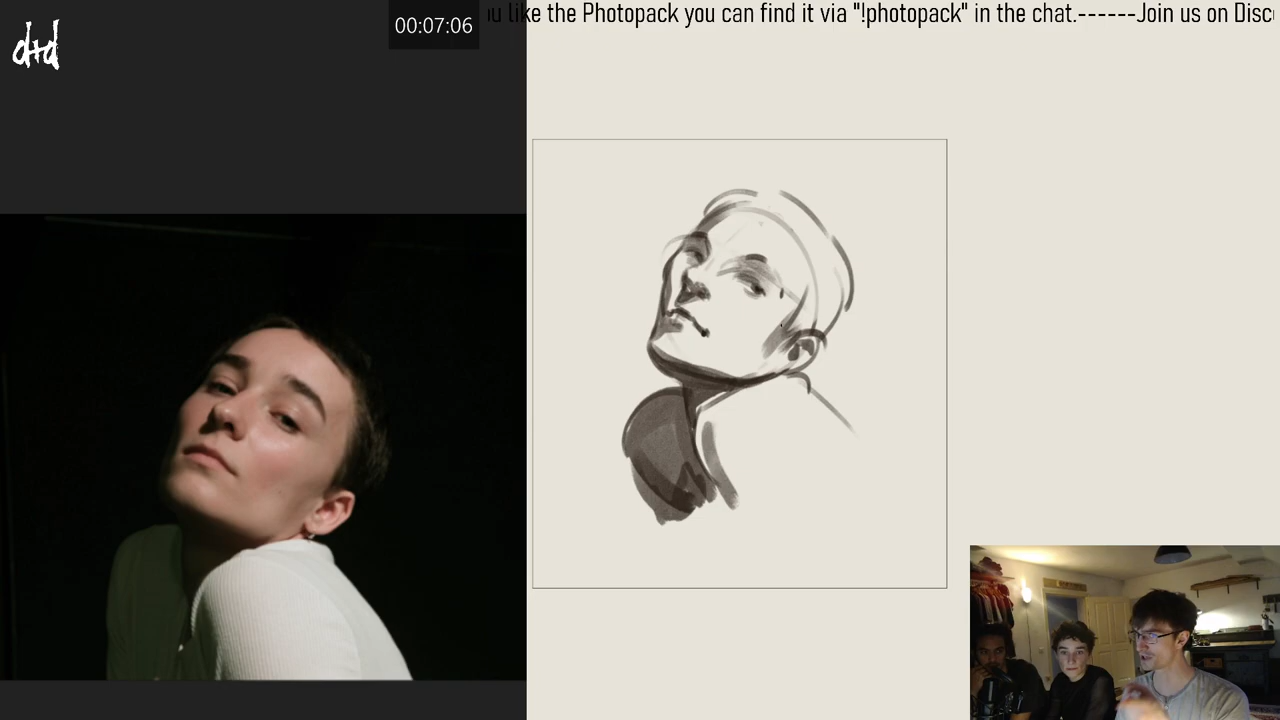 d+d
00:07:06
u like the Photopack you can find it via "!photopack" in the chat.------Join us on Disc